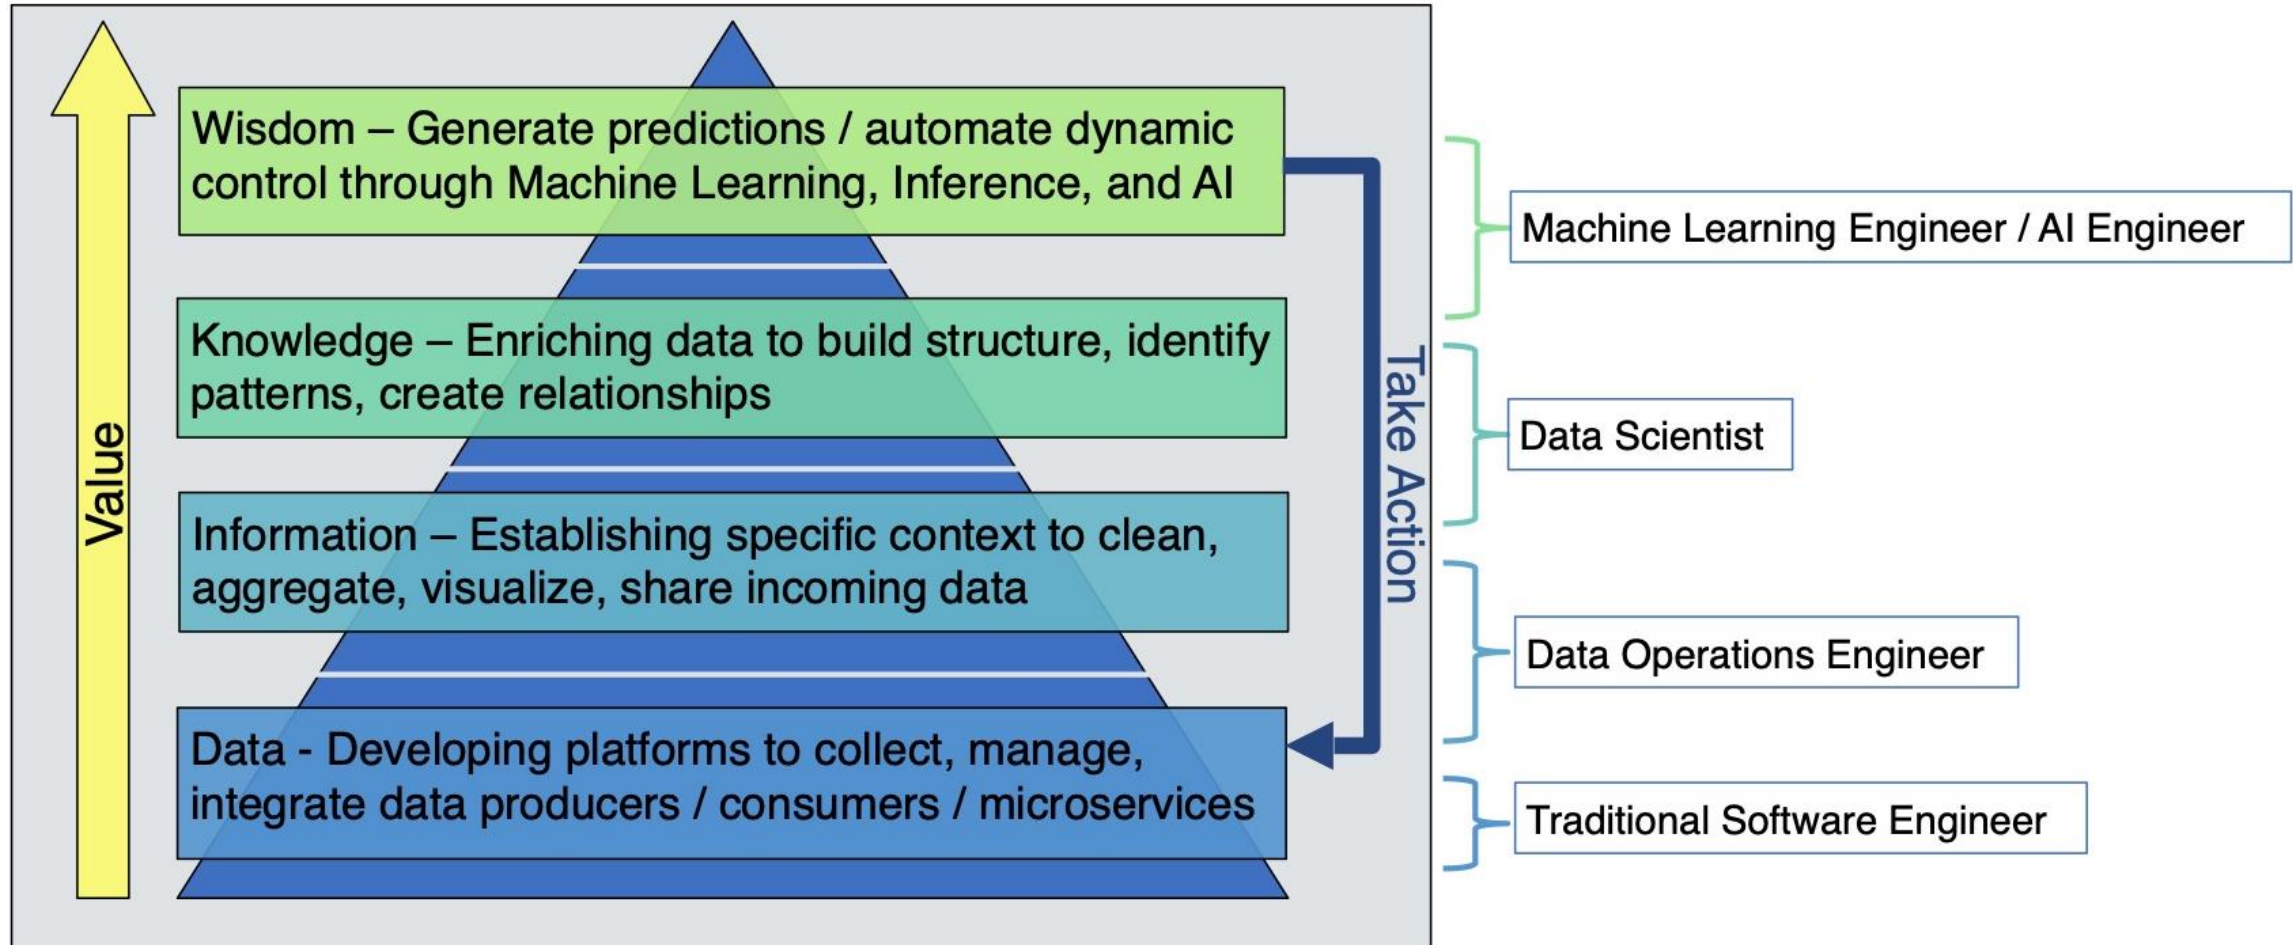 Value
Wisdom – Generate predictions / automate dynamic
control through Machine Learning, Inference, and AI
Knowledge – Enriching data to build structure, identify
patterns, create relationships
Information – Establishing specific context to clean,
aggregate, visualize, share incoming data
Data - Developing platforms to collect, manage,
integrate data producers / consumers / microservices
Take Action
Machine Learning Engineer / AI Engineer
Data Scientist
Data Operations Engineer
Traditional Software Engineer